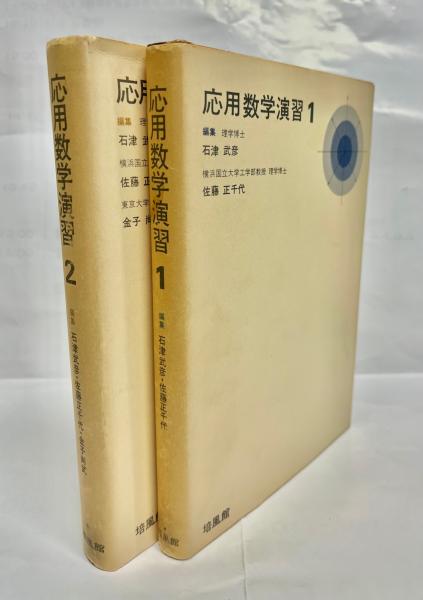 応用数学演習 2
編集 石津武彦・佐藤正千代・金子尚武
培風館
応用
編集 理
石津 武
横浜国立
佐藤 正
東京大学
金子 尚
応用数学演習 1
編集 石津武彦・佐藤正千代
培風館
応用数学演習 1
編集 理学博士
石津 武彦
横浜国立大学工学部教授 理学博士
佐藤 正千代